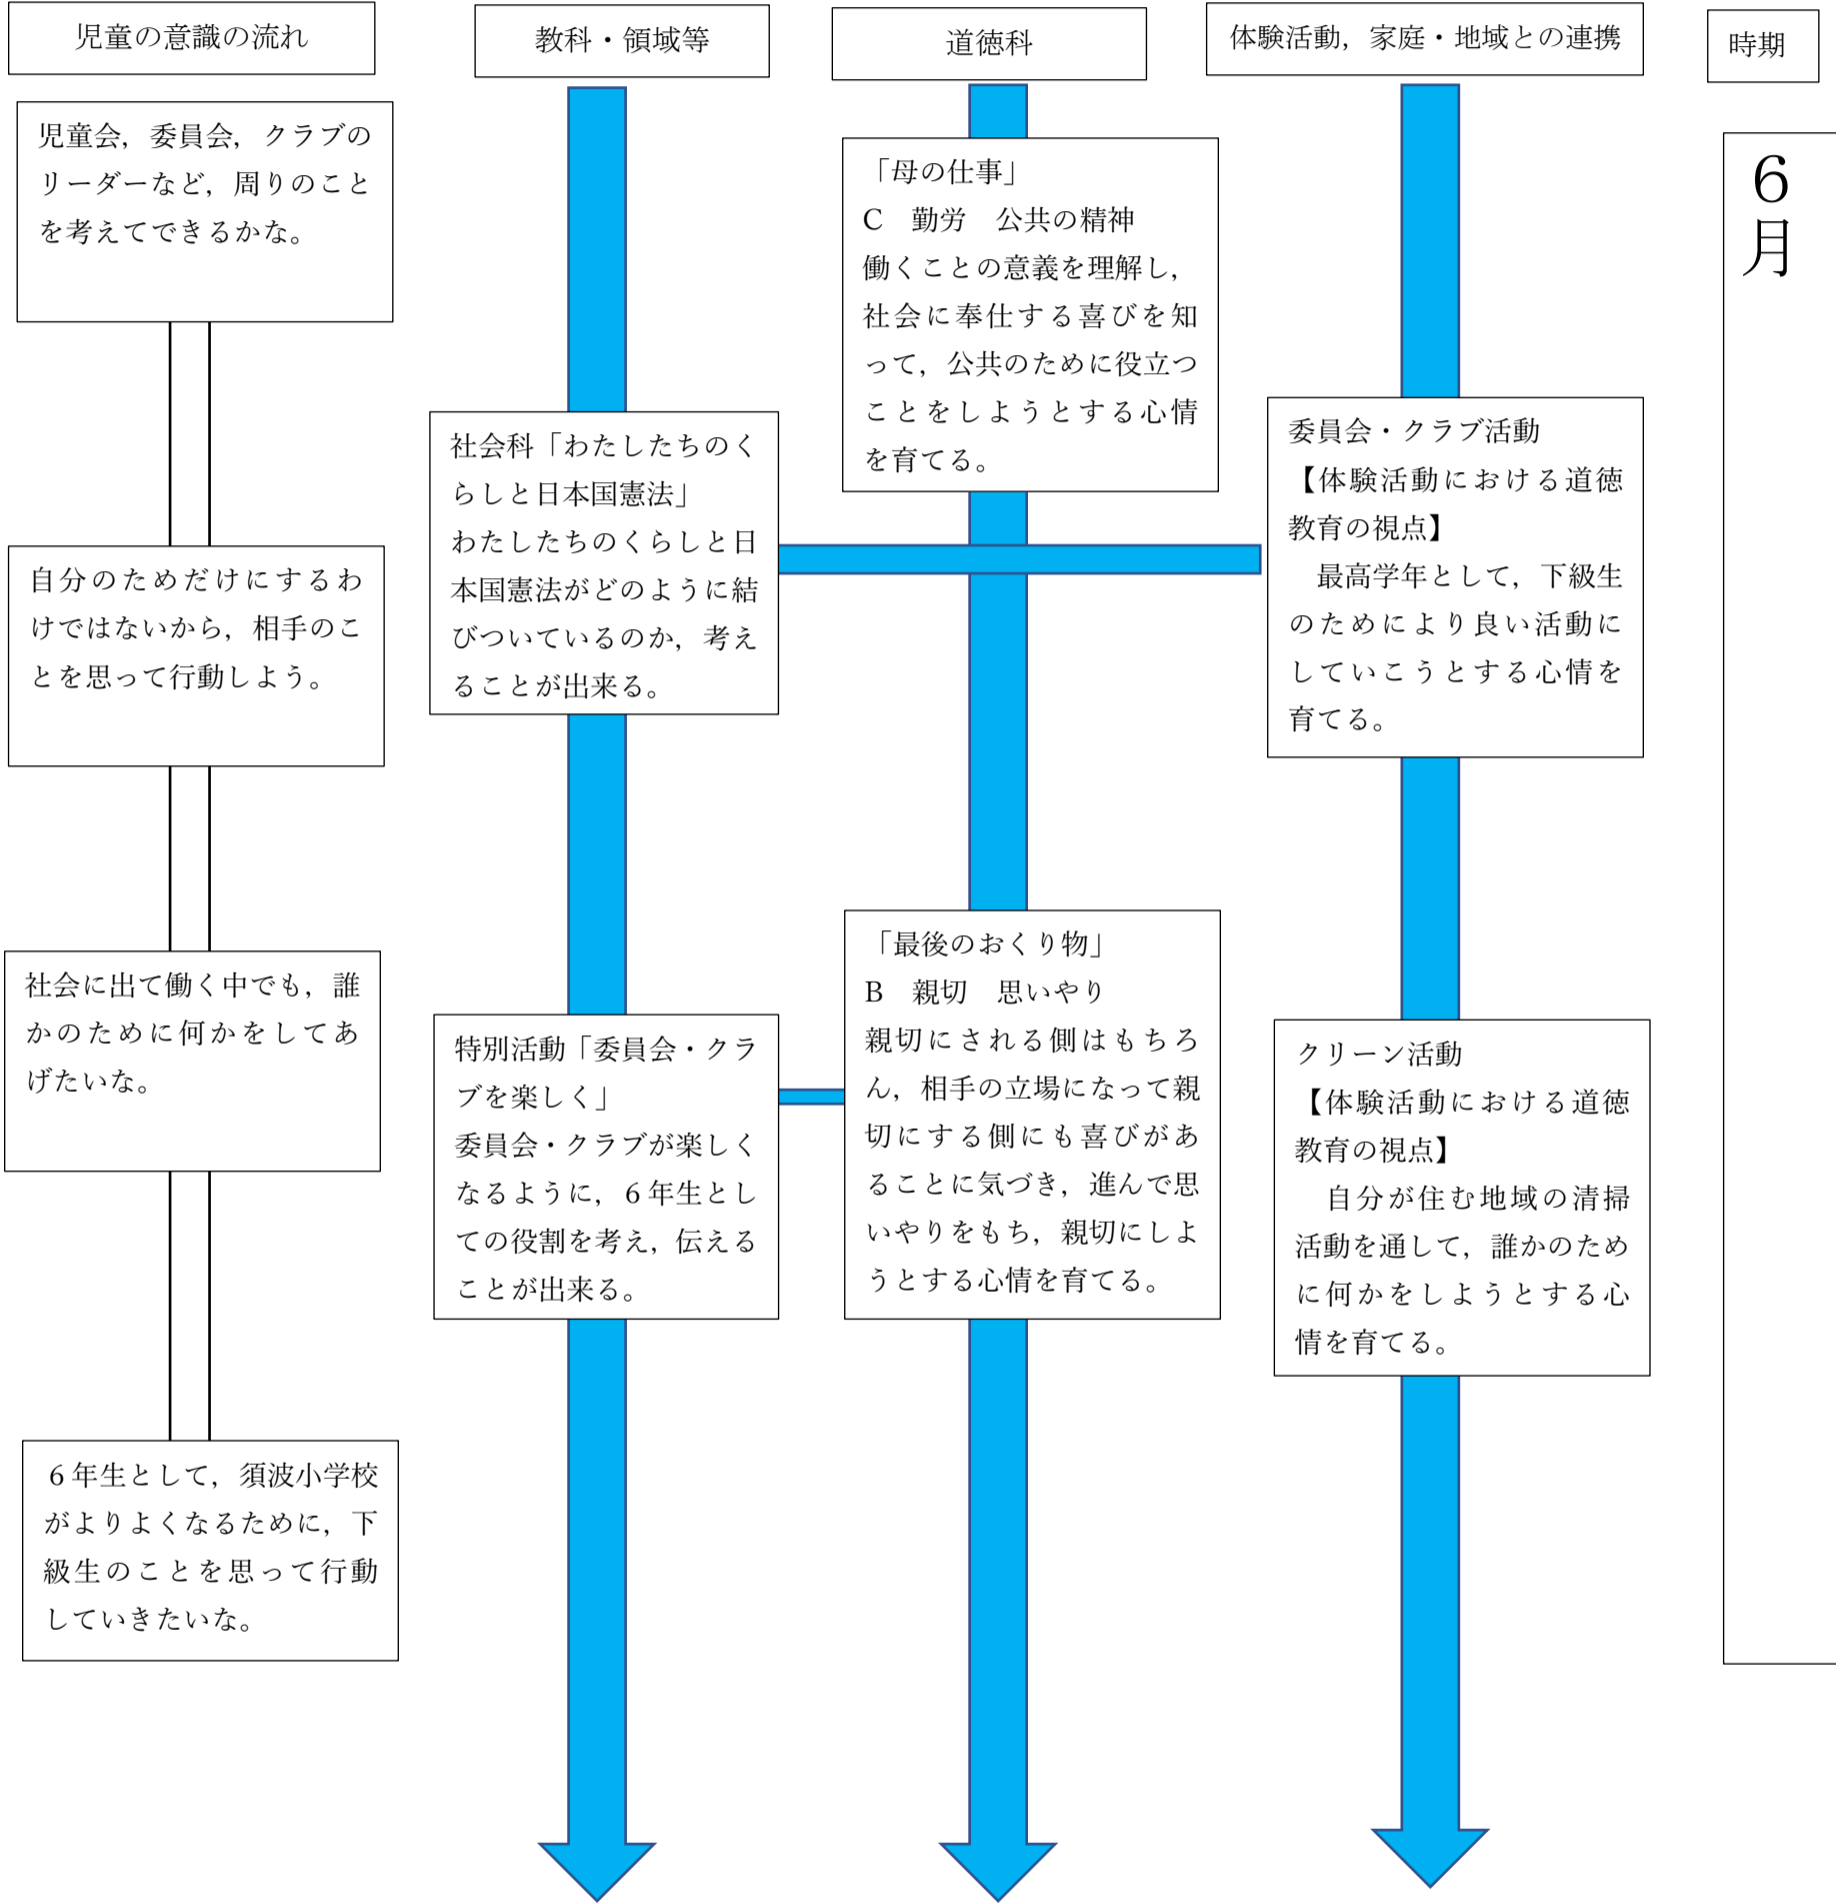 児童の意識の流れ
教科・領域等
道徳科
体験活動，家庭・地域との連携
時期
児童会，委員会，クラブの
リーダーなど，周りのこと
を考えてできるかな。
自分のためだけにするわ
けではないから，相手のこ
とを思って行動しよう。
社会に出て働く中でも，誰
かのために何かをしてあ
げたいな。
６年生として，須波小学校
がよりよくなるために，下
級生のことを思って行動
していきたいな。
社会科「わたしたちのく
らしと日本国憲法」
わたしたちのくらしと日
本国憲法がどのように結
びついているのか，考え
ることが出来る。
特別活動「委員会・クラ
ブを楽しく」
委員会・クラブが楽しく
なるように，６年生とし
ての役割を考え，伝える
ことが出来る。
「母の仕事」
C　勤労　公共の精神
働くことの意義を理解し，
社会に奉仕する喜びを知
って，公共のために役立つ
ことをしようとする心情
を育てる。
「最後のおくり物」
B　親切　思いやり
親切にされる側はもちろ
ん，相手の立場になって親
切にする側にも喜びがあ
ることに気づき，進んで思
いやりをもち，親切にしよ
うとする心情を育てる。
委員会・クラブ活動
【体験活動における道徳
教育の視点】
　最高学年として，下級生
のためにより良い活動に
していこうとする心情を
育てる。
クリーン活動
【体験活動における道徳
教育の視点】
　自分が住む地域の清掃
活動を通して，誰かのため
に何かをしようとする心
情を育てる。
６月